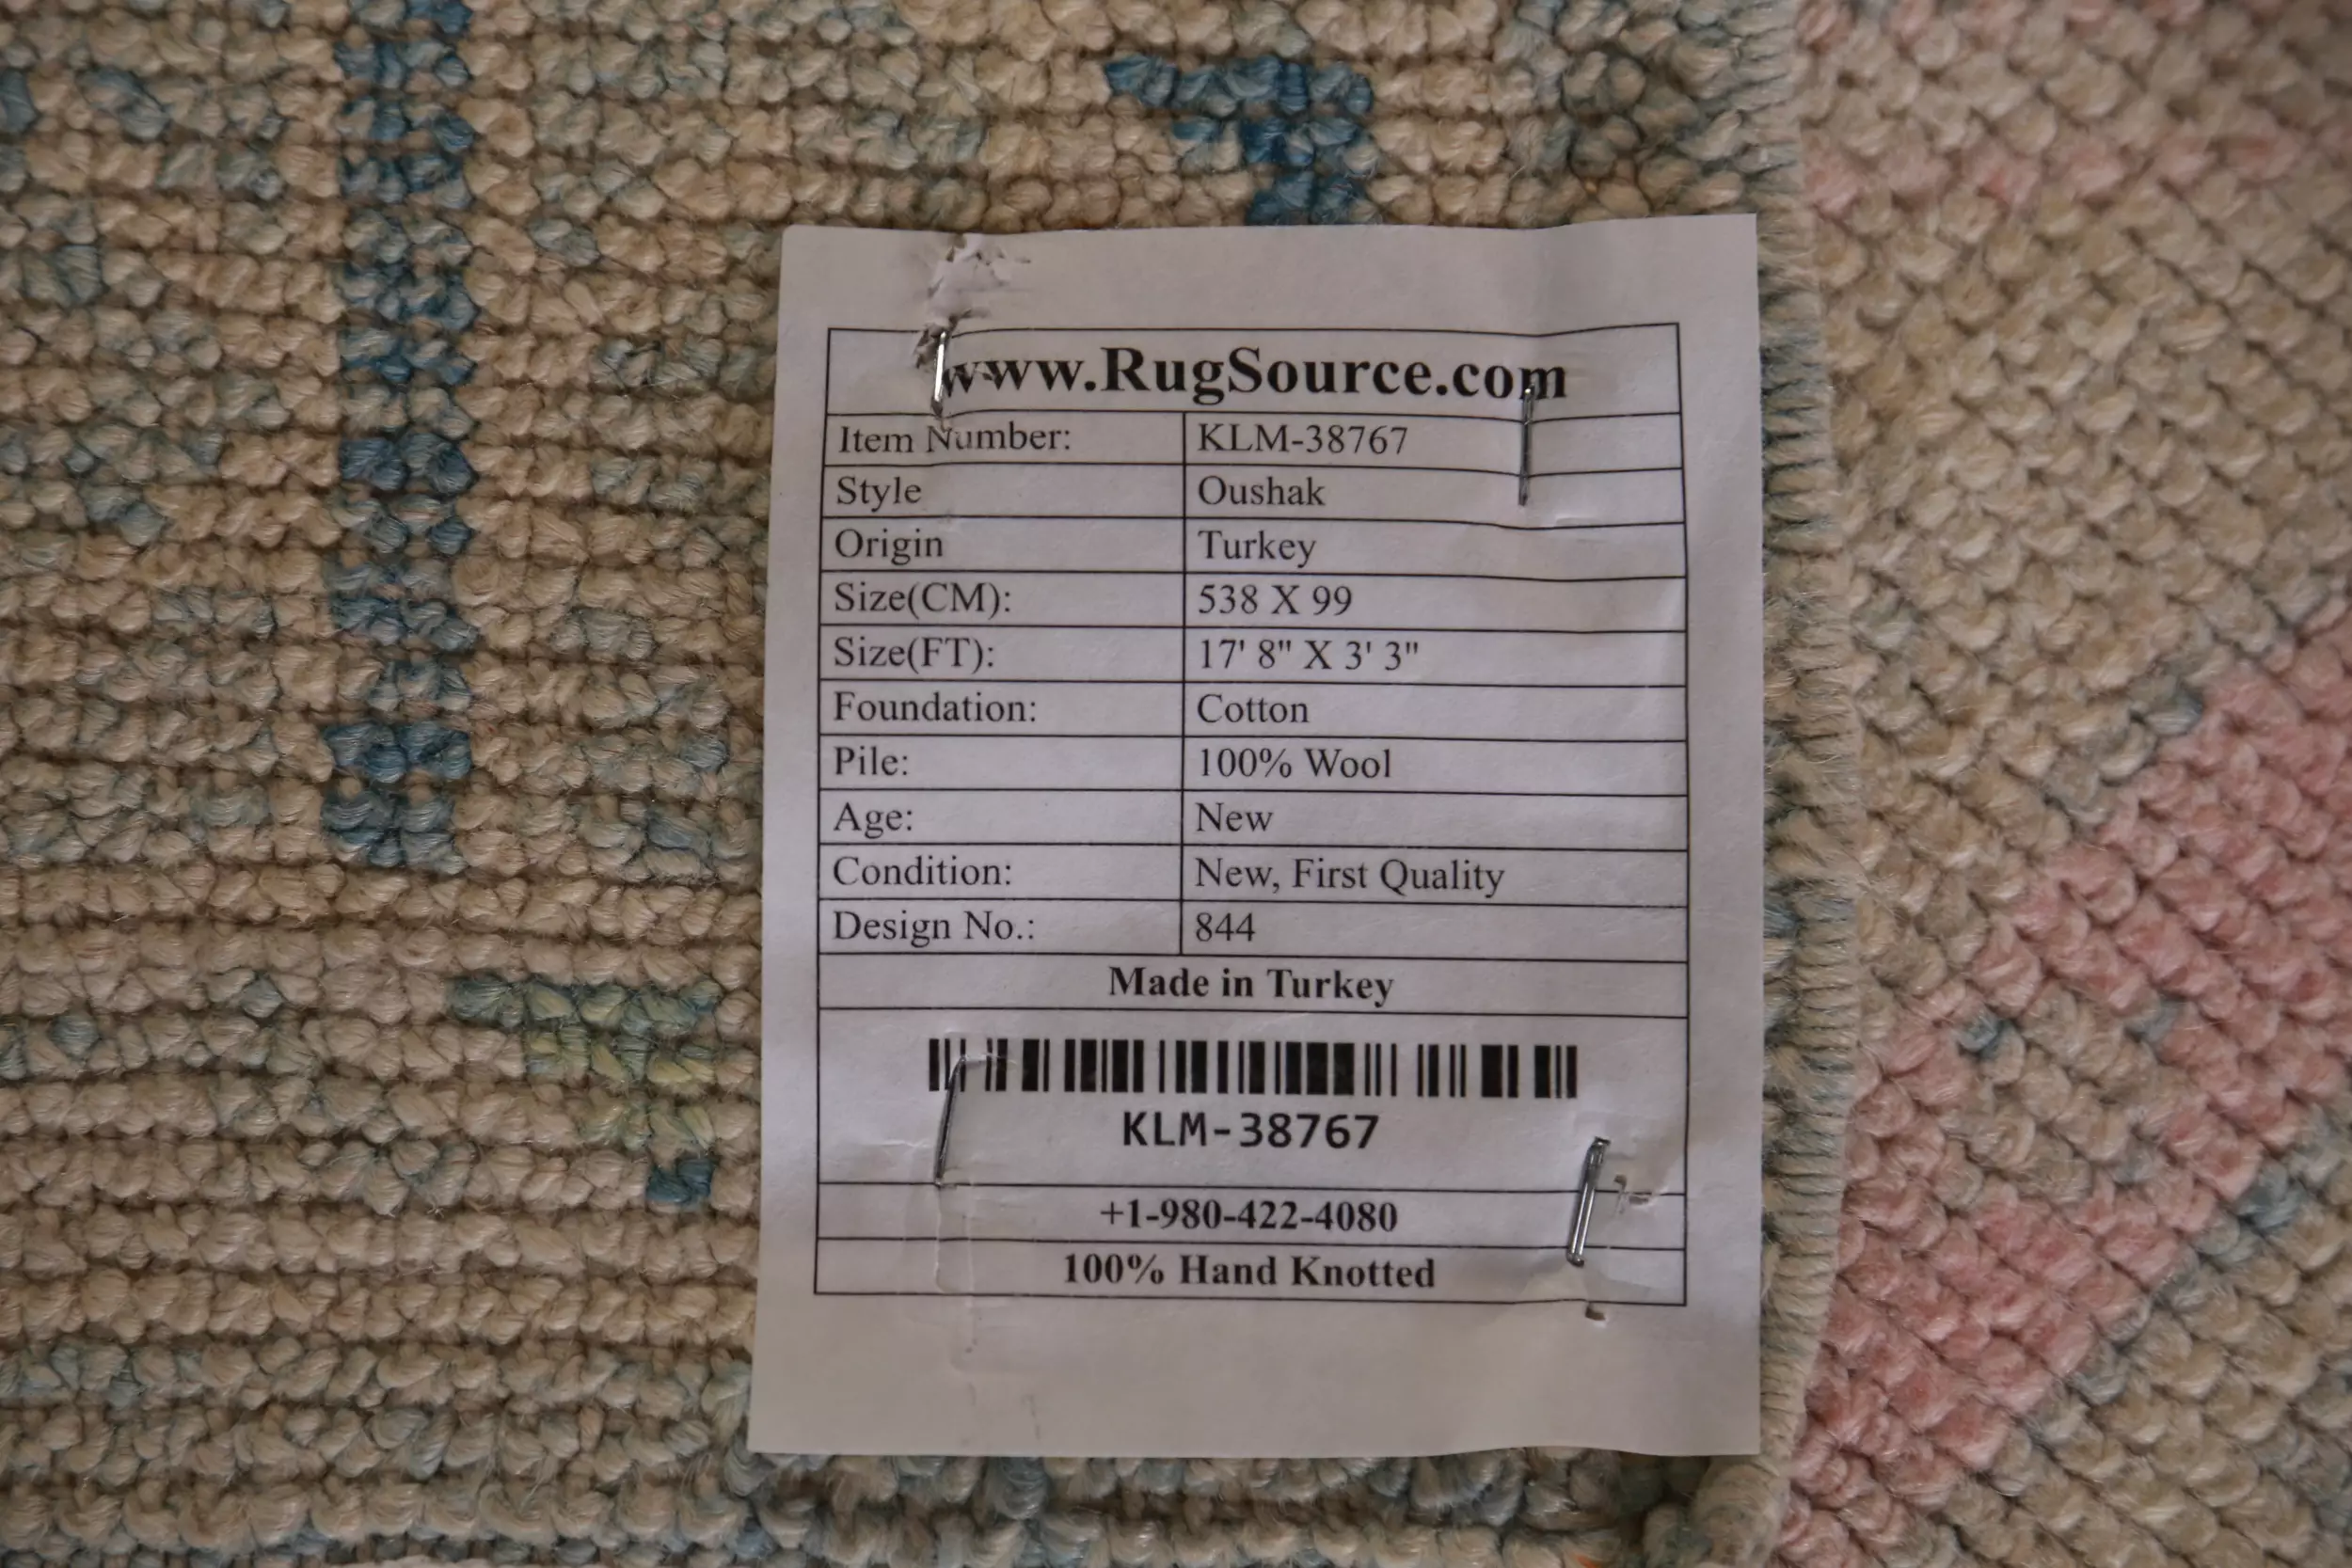 www.RugSource.com
Item Number: KLM-38767
Style Oushak
Origin Turkey
Size(CM): 538 X 99
Size(FT): 17' 8" X 3' 3"
Foundation: Cotton
Pile: 100% Wool
Age: New
Condition: New, First Quality
Design No.: 844
Made in Turkey
KLM-38767
+1-980-422-4080
100% Hand Knotted